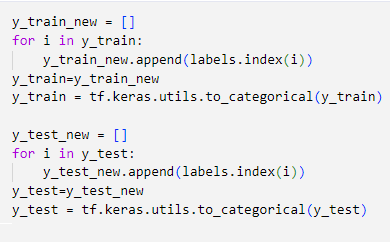 y_train_new = []
for i in y_train:
    y_train_new.append(labels.index(i))
y_train=y_train_new
y_train = tf.keras.utils.to_categorical(y_train)

y_test_new = []
for i in y_test:
    y_test_new.append(labels.index(i))
y_test=y_test_new
y_test = tf.keras.utils.to_categorical(y_test)